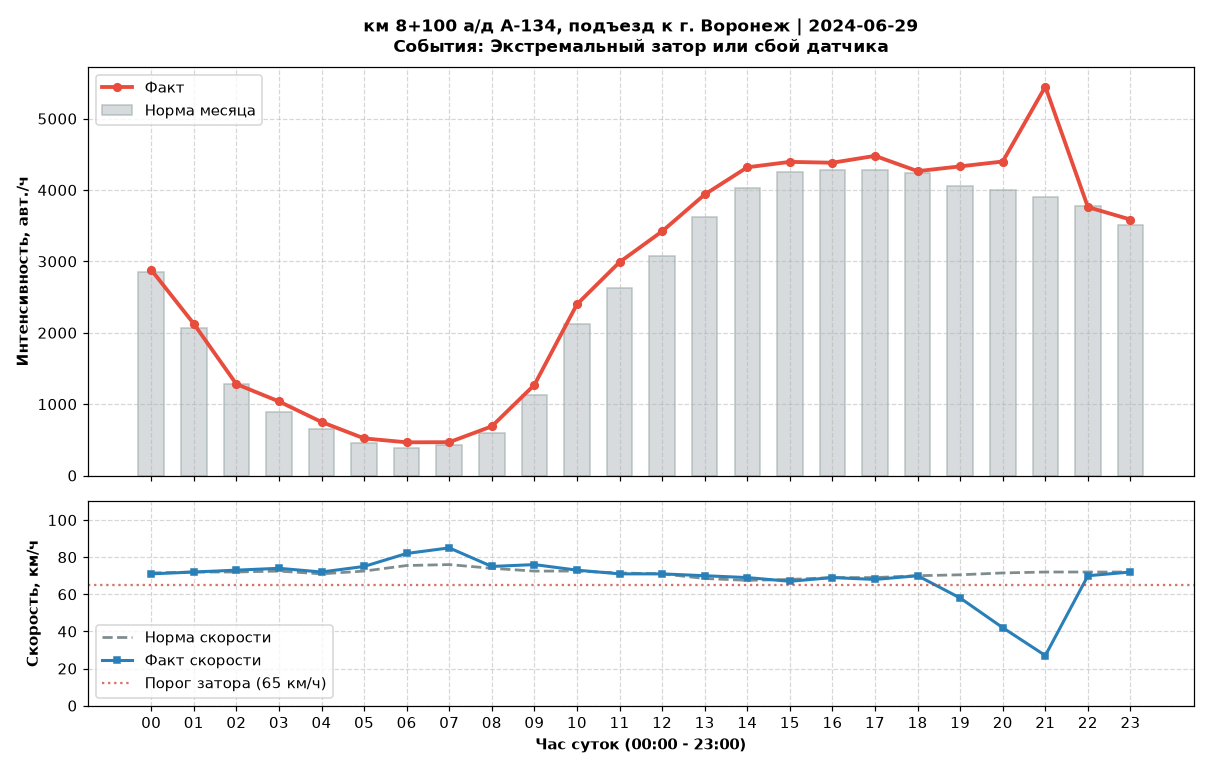 км 8+100 а/д А-134, подъезд к г. Воронеж | 2024-06-29
События: Экстремальный затор или сбой датчика
Факт
Норма месяца
Интенсивность, авт./ч
5000
4000
3000
2000
1000
0
Скорость, км/ч
100
80
60
40
20
0
Норма скорости
Факт скорости
Порог затора (65 км/ч)
00 01 02 03 04 05 06 07 08 09 10 11 12 13 14 15 16 17 18 19 20 21 22 23
Час суток (00:00 - 23:00)